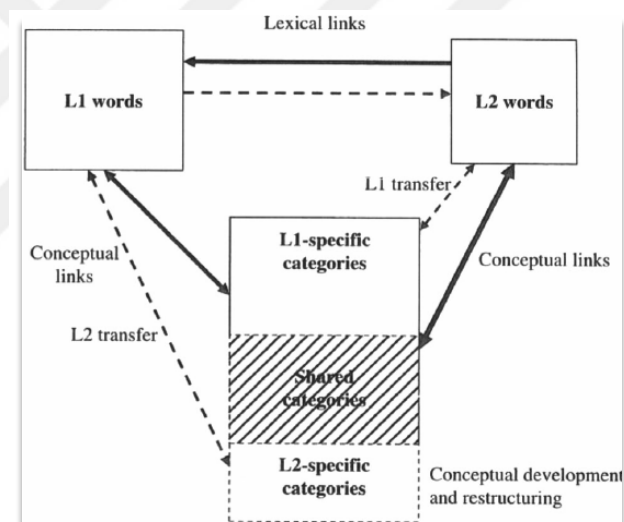 Lexical links
L1 words
L2 words
L1 transfer
L1-specific
categories
Conceptual
links
Conceptual links
L2 transfer
Shared
categories
L2-specific
categories
Conceptual development
and restructuring